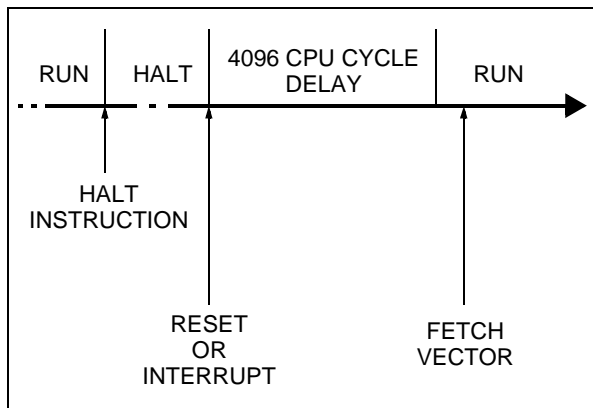 RUN
HALT
4096 CPU CYCLE
DELAY
RUN
HALT
INSTRUCTION
RESET
OR
INTERRUPT
FETCH
VECTOR